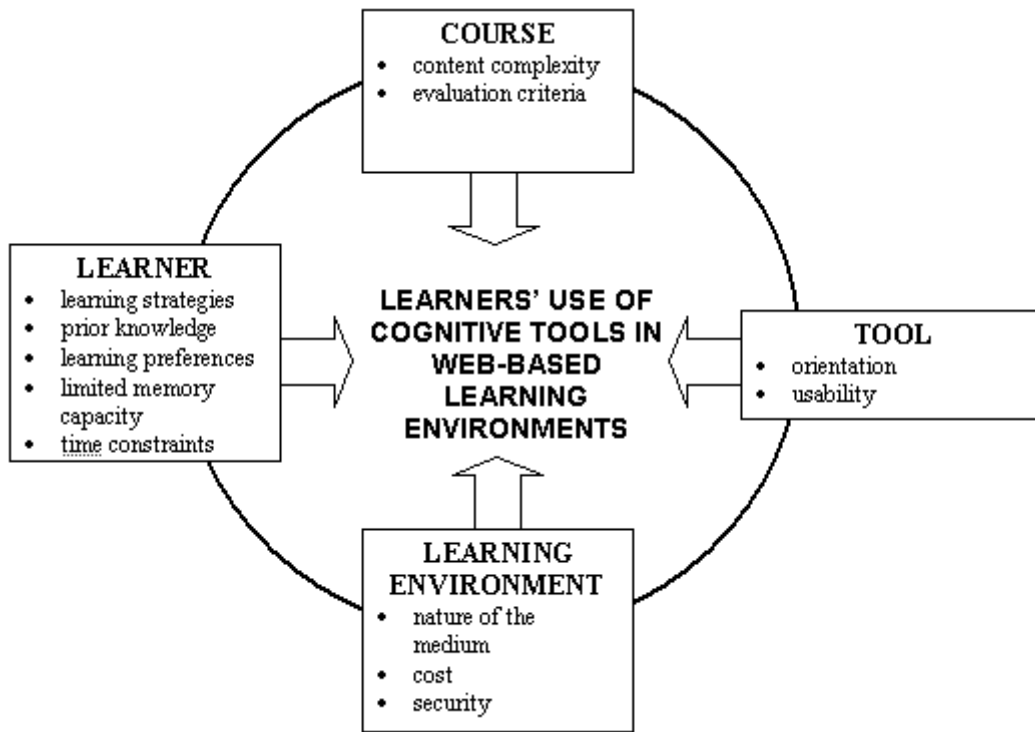 COURSE
• content complexity
• evaluation criteria
LEARNER
• learning strategies
• prior knowledge
• learning preferences
• limited memory
capacity
• time constraints
LEARNERS’ USE OF
COGNITIVE TOOLS IN
WEB-BASED
LEARNING
ENVIRONMENTS
TOOL
• orientation
• usability
LEARNING
ENVIRONMENT
• nature of the
medium
• cost
• security